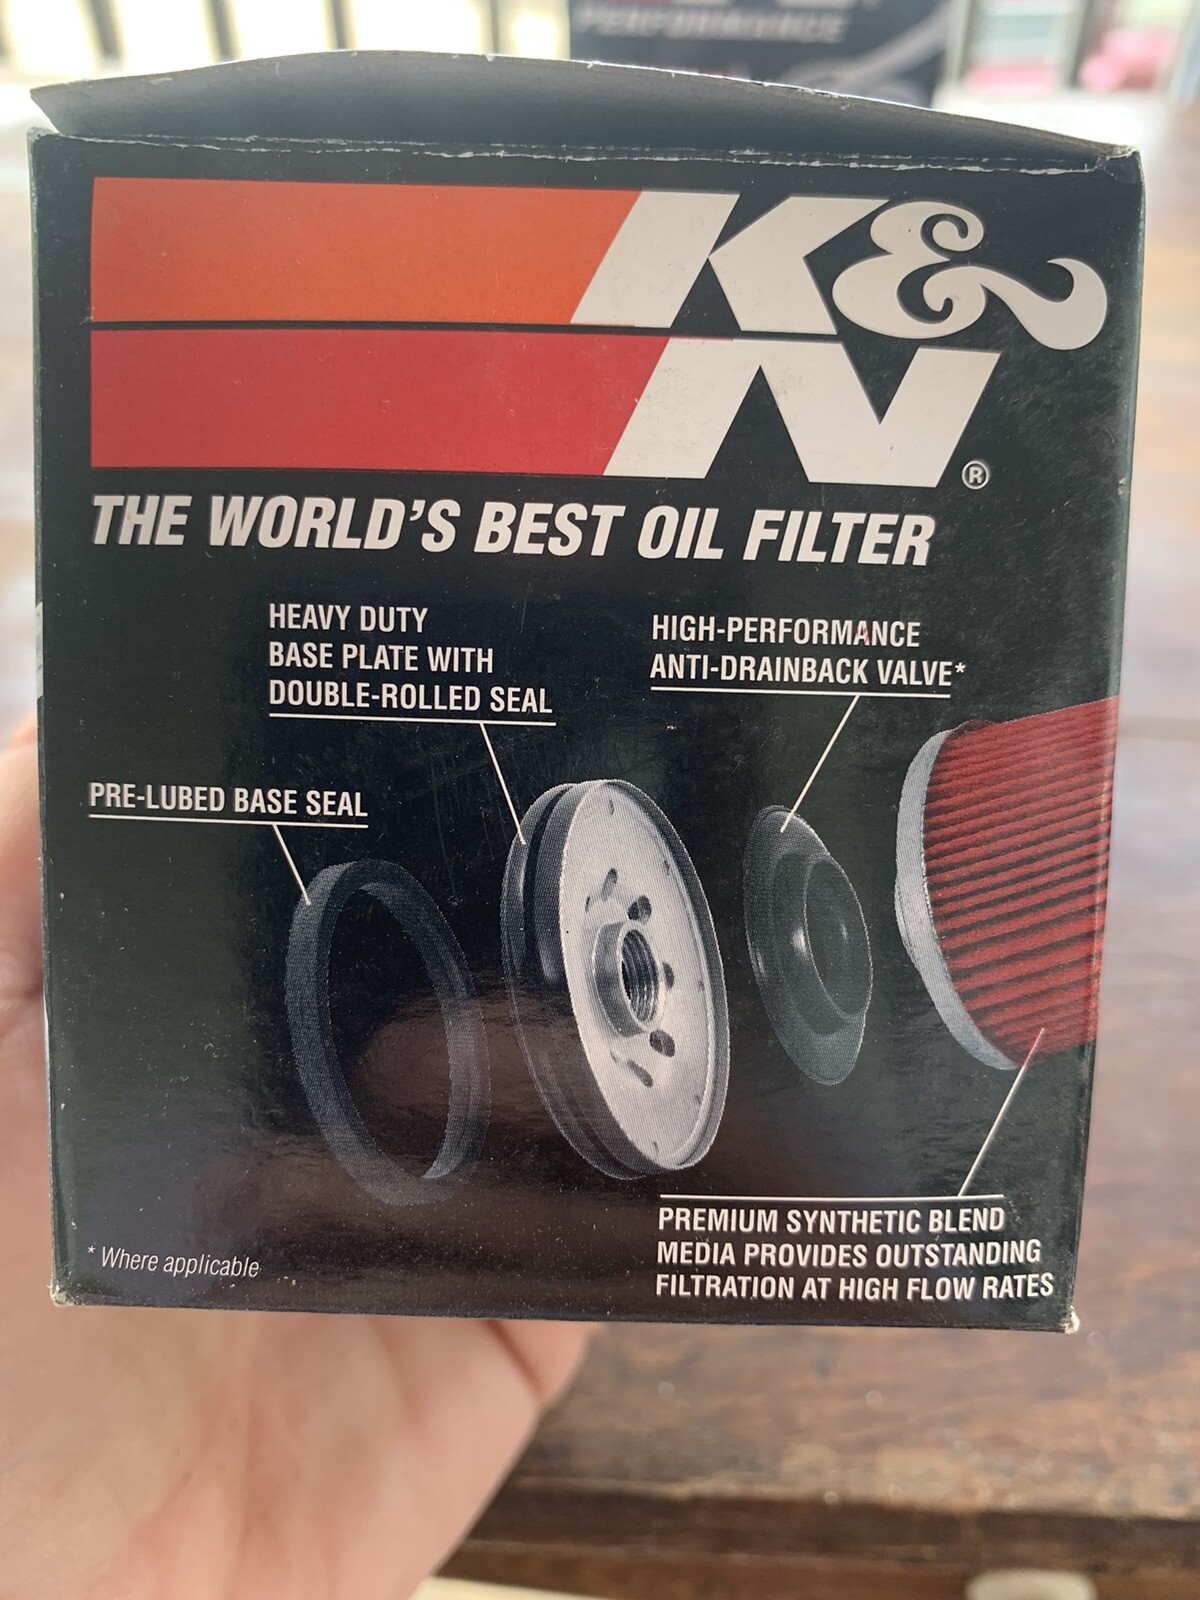 PERFORMANCE
K&N®
THE WORLD'S BEST OIL FILTER
HEAVY DUTY
BASE PLATE WITH
DOUBLE-ROLLED SEAL
HIGH-PERFORMANCE
ANTI-DRAINBACK VALVE*
PRE-LUBED BASE SEAL
PREMIUM SYNTHETIC BLEND
MEDIA PROVIDES OUTSTANDING
FILTRATION AT HIGH FLOW RATES
* Where applicable